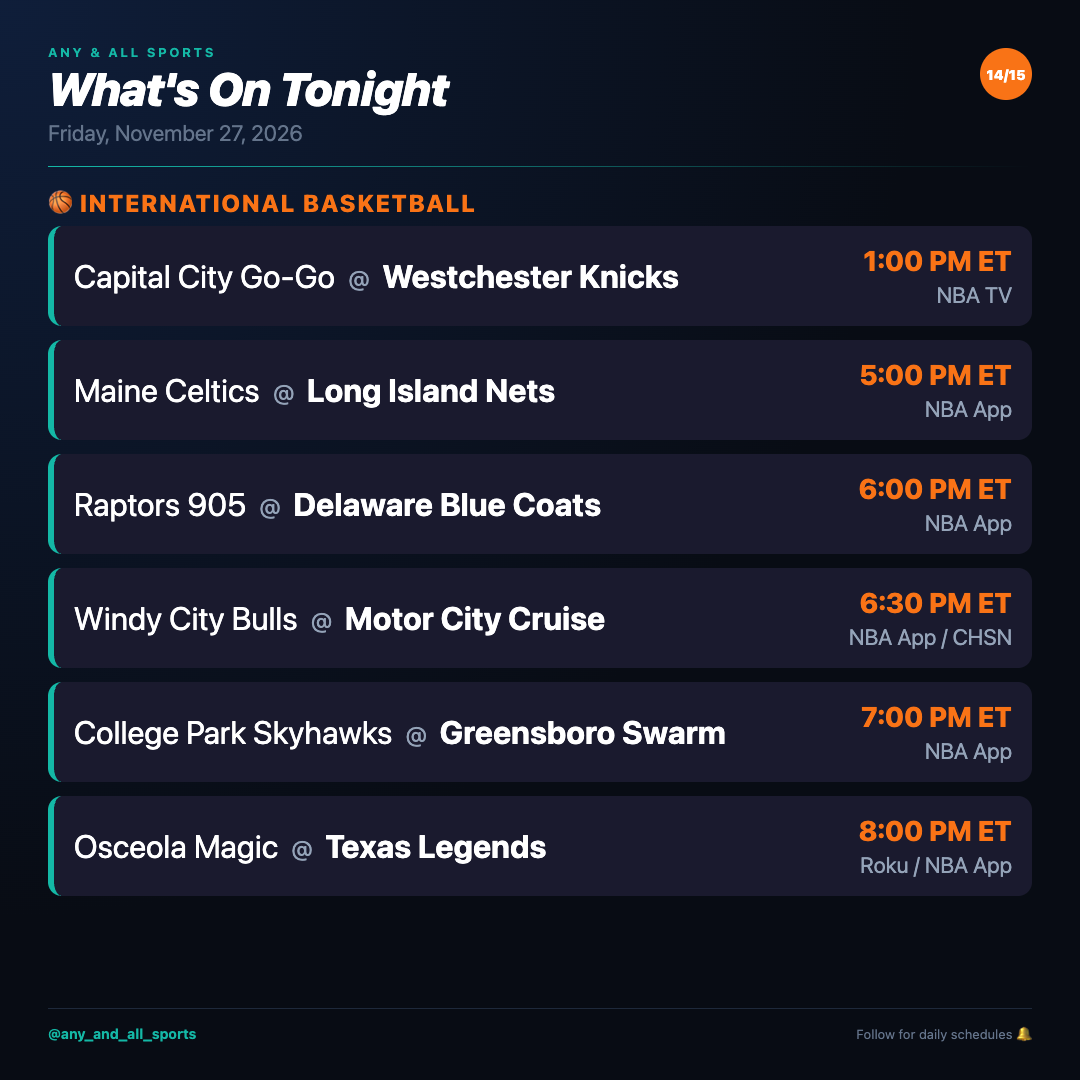 ANY & ALL SPORTS
What's On Tonight
14/15
Friday, November 27, 2026
🏀 INTERNATIONAL BASKETBALL
Capital City Go-Go @ Westchester Knicks
1:00 PM ET
NBA TV
Maine Celtics @ Long Island Nets
5:00 PM ET
NBA App
Raptors 905 @ Delaware Blue Coats
6:00 PM ET
NBA App
Windy City Bulls @ Motor City Cruise
6:30 PM ET
NBA App / CHSN
College Park Skyhawks @ Greensboro Swarm
7:00 PM ET
NBA App
Osceola Magic @ Texas Legends
8:00 PM ET
Roku / NBA App
@any_and_all_sports
Follow for daily schedules 🔔